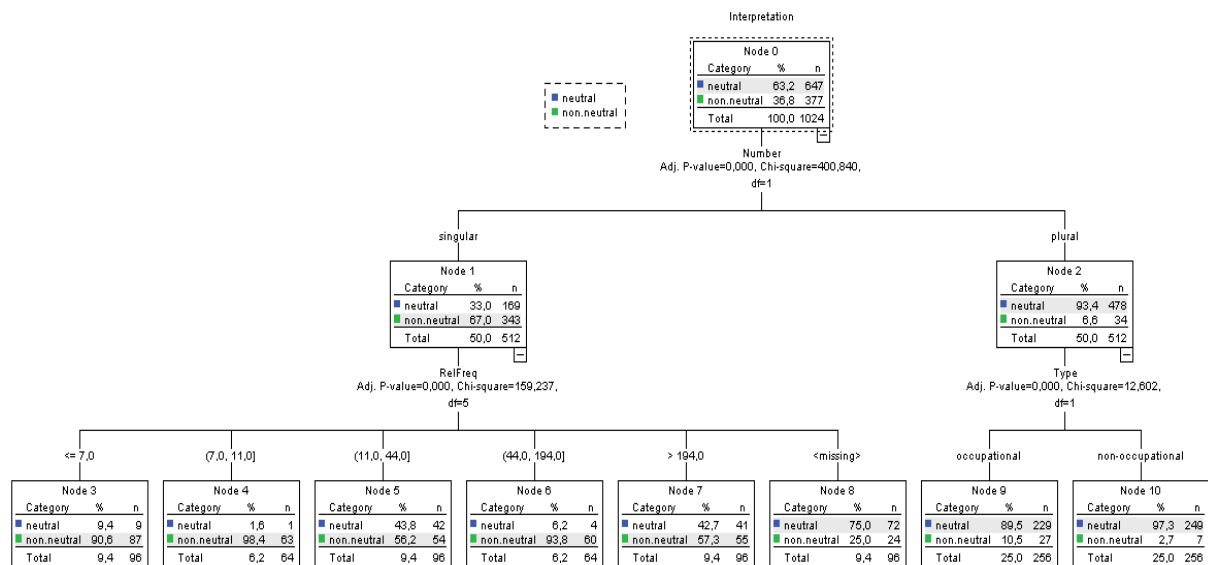 Interpretation
Node 0
Category % n
neutral 63,2 647
non.neutral 36,8 377
Total 100,0 1024
neutral
non.neutral
Number
Adj. P-value=0,000, Chi-square=400,840,
df=1
singular
plural
Node 1
Category % n
neutral 33,0 169
non.neutral 67,0 343
Total 50,0 512
Node 2
Category % n
neutral 93,4 478
non.neutral 6,6 34
Total 50,0 512
RelFreq
Adj. P-value=0,000, Chi-square=159,237,
df=5
Type
Adj. P-value=0,000, Chi-square=12,602,
df=1
<= 7,0
(7,0, 11,0]
(11,0, 44,0]
(44,0, 194,0]
> 194,0
<missing>
occupational
non-occupational
Node 3
Category % n
neutral 9,4 9
non.neutral 90,6 87
Total 9,4 96
Node 4
Category % n
neutral 1,6 1
non.neutral 98,4 63
Total 6,2 64
Node 5
Category % n
neutral 43,8 42
non.neutral 56,2 54
Total 9,4 96
Node 6
Category % n
neutral 6,2 4
non.neutral 93,8 60
Total 6,2 64
Node 7
Category % n
neutral 42,7 41
non.neutral 57,3 55
Total 9,4 96
Node 8
Category % n
neutral 75,0 72
non.neutral 25,0 24
Total 9,4 96
Node 9
Category % n
neutral 89,5 229
non.neutral 10,5 27
Total 25,0 256
Node 10
Category % n
neutral 97,3 249
non.neutral 2,7 7
Total 25,0 256